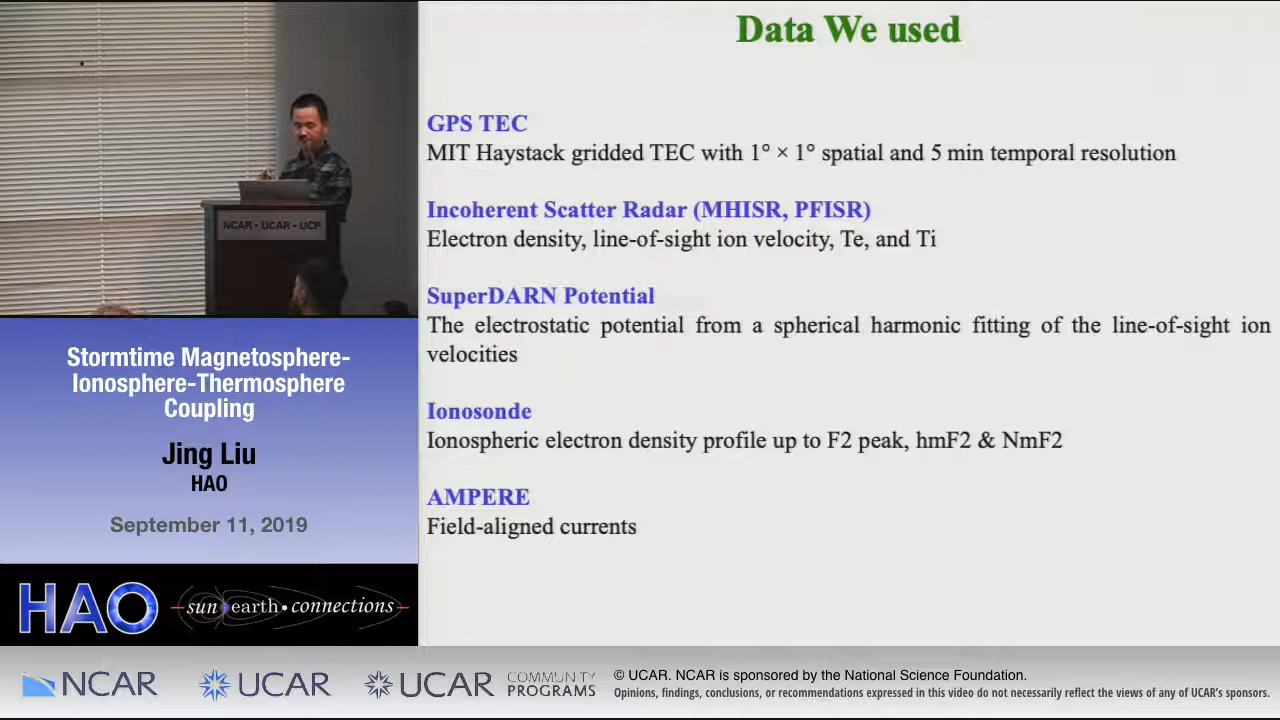 Data We used
GPS TEC
MIT Haystack gridded TEC with 1° × 1° spatial and 5 min temporal resolution
Incoherent Scatter Radar (MHISR, PFISR)
Electron density, line-of-sight ion velocity, Te, and Ti
SuperDARN Potential
The electrostatic potential from a spherical harmonic fitting of the line-of-sight ion
velocities
Ionosonde
Ionospheric electron density profile up to F2 peak, hmF2 & NmF2
AMPERE
Field-aligned currents
NCAR • UCAR • UCP
Stormtime Magnetosphere-
Ionosphere-Thermosphere
Coupling
Jing Liu
HAO
September 11, 2019
HAO
sun•earth•connections
NCAR
UCAR
UCAR
COMMUNITY
PROGRAMS
© UCAR. NCAR is sponsored by the National Science Foundation.
Opinions, findings, conclusions, or recommendations expressed in this video do not necessarily reflect the views of any of UCAR's sponsors.